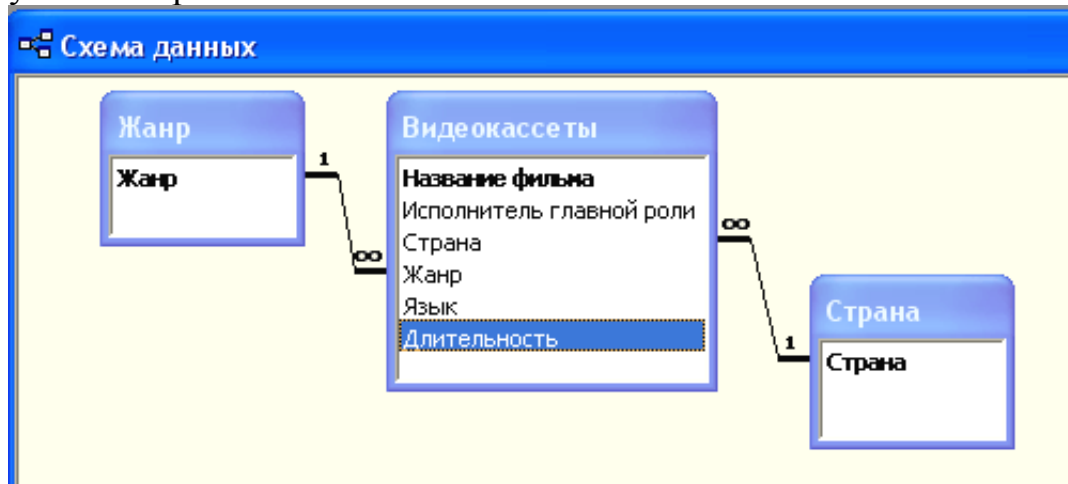 Схема данных
Жанр
Жанр
1
∞
Видеокассеты
Название фильма
Исполнитель главной роли
Страна
Жанр
Язык
Длительность
∞
1
Страна
Страна